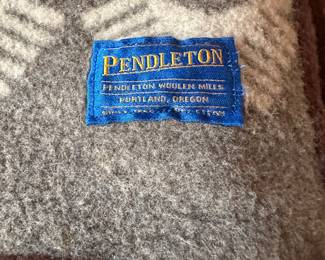 PENDLETON
PENDLETON WOOLEN MILLS
PORTLAND, OREGON